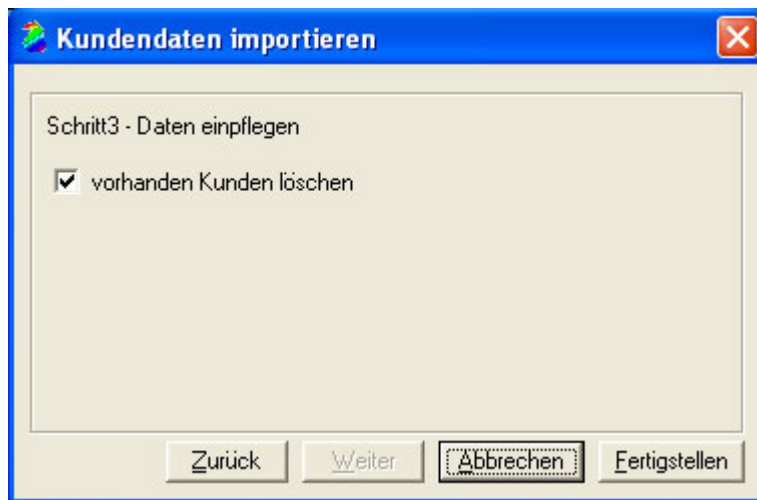 Kundendaten importieren
Schritt3 - Daten einpflegen
vorhanden Kunden löschen
Zurück Weiter Abbrechen Fertigstellen